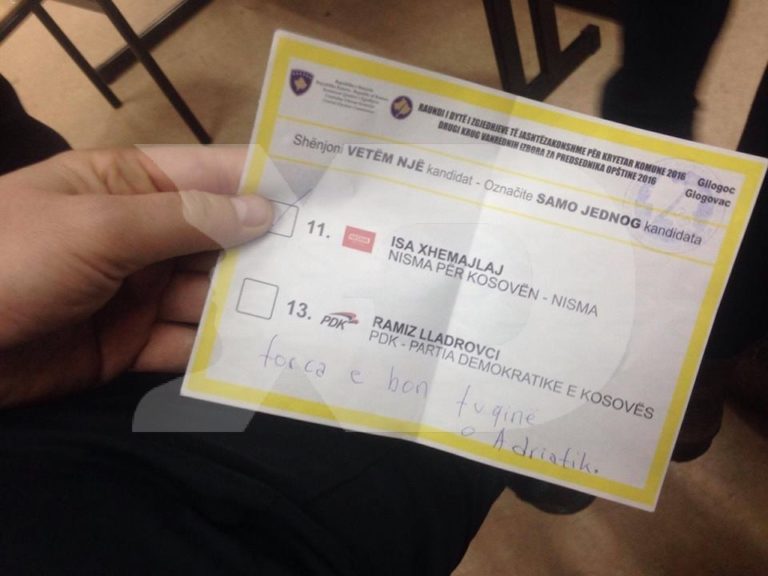 RAUNDI I DYTË I ZGJEDHJEVE TË JASHTËZAKONSHME PËR KRYETAR KOMUNE 2016
DRUGI KRUG VANREDNIH IZBORA ZA PREDSEDNIKA OPŠTINE 2016
Gllogoc
Glogovac
Shënjoni VETËM NJË kandidat - Označite SAMO JEDNOG kandidata
11. ISA XHEMAJLAJ
NISMA PËR KOSOVËN - NISMA
13. PDK RAMIZ LLADROVCI
PDK - PARTIA DEMOKRATIKE E KOSOVËS
forca e bon fuqinë
o Adriatik.